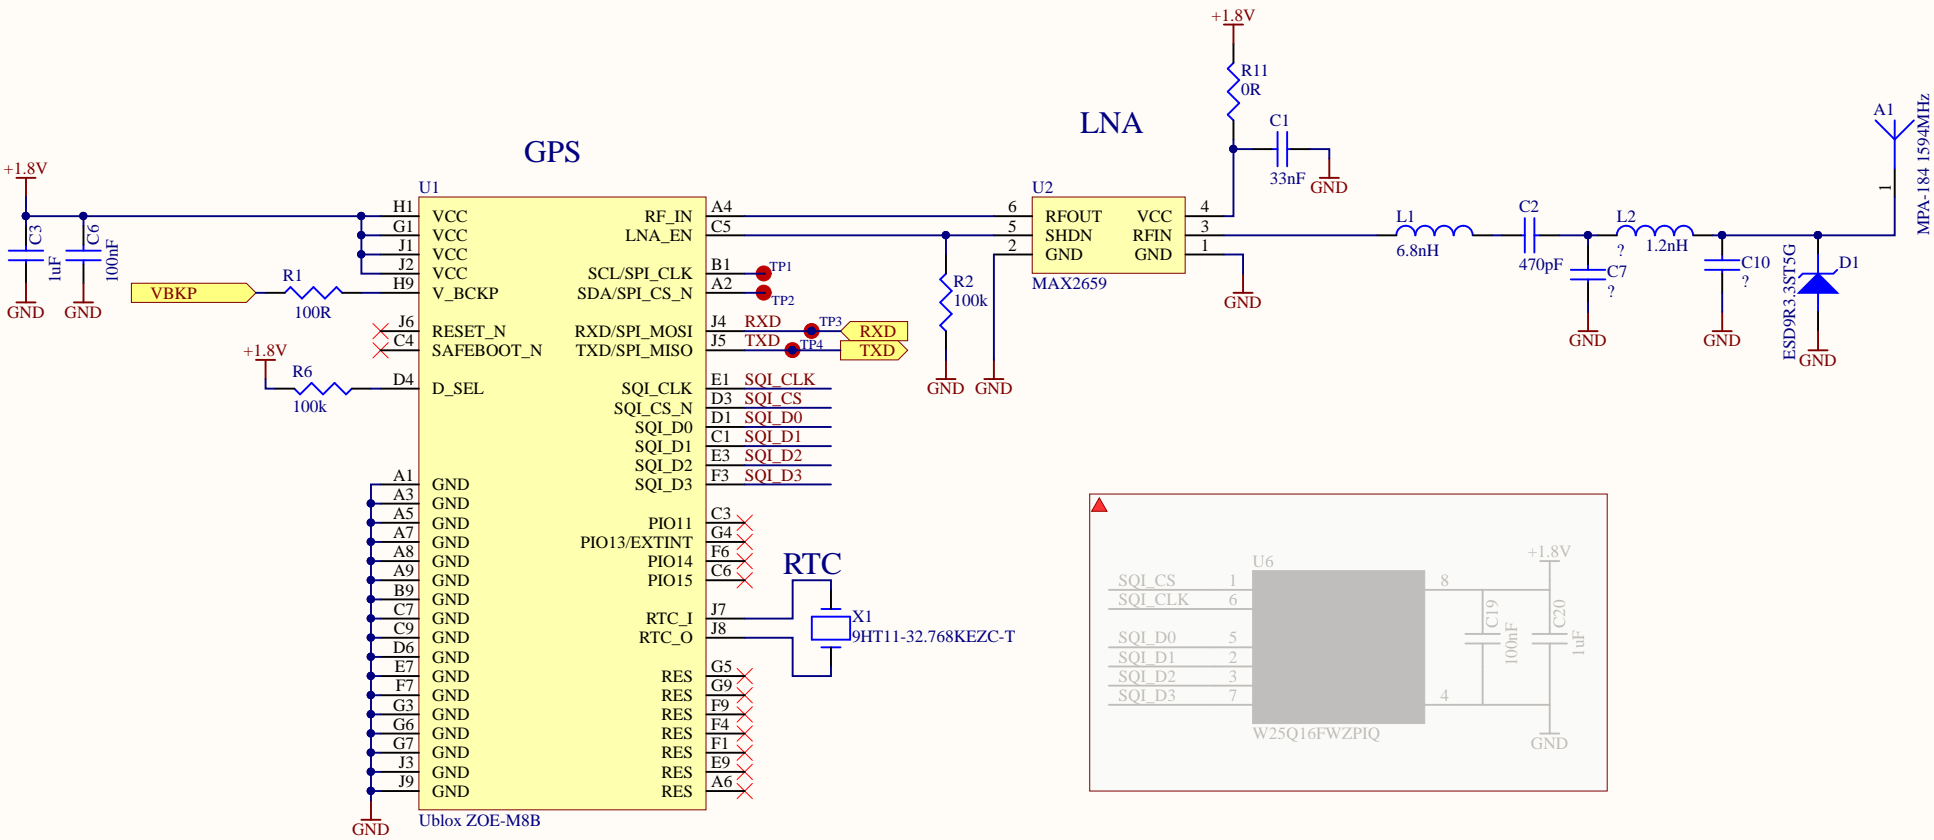 GPS
LNA
RTC
+1.8V
C3
1uF
GND
C6
100nF
GND
VBKP
R1
100R
+1.8V
R6
100k
U1
H1 VCC
G1 VCC
J1 VCC
J2 VCC
H9 V_BCKP
J6 RESET_N
C4 SAFEBOOT_N
D4 D_SEL
A1 GND
A3 GND
A5 GND
A7 GND
A8 GND
A9 GND
B9 GND
C7 GND
C9 GND
D6 GND
E7 GND
F7 GND
G3 GND
G6 GND
G7 GND
J3 GND
J9 GND
GND
RF_IN A4
LNA_EN C5
SCL/SPI_CLK B1 TP1
SDA/SPI_CS_N A2 TP2
RXD/SPI_MOSI J4 RXD TP3 RXD
TXD/SPI_MISO J5 TXD TP4 TXD
SQI_CLK E1 SQI_CLK
SQI_CS_N D3 SQI_CS
SQI_D0 D1 SQI_D0
SQI_D1 C1 SQI_D1
SQI_D2 E3 SQI_D2
SQI_D3 F3 SQI_D3
PIO11 C3
PIO13/EXTINT G4
PIO14 F6
PIO15 C6
RTC_I J7
RTC_O J8
RES G5
RES G9
RES F9
RES F4
RES F1
RES E9
RES A6
Ublox ZOE-M8B
X1
9HT11-32.768KEZC-T
R2
100k
GND
GND
U2
6 RFOUT VCC 4
5 SHDN RFIN 3
2 GND GND 1
MAX2659
GND
+1.8V
R11
0R
C1
33nF
GND
L1
6.8nH
C2
470pF
C7
?
GND
L2
?
1.2nH
C10
?
GND
D1
ESD9R3.3ST5G
GND
A1
1
MPA-184 1594MHz
U6
SQI_CS 1
SQI_CLK 6
SQI_D0 5
SQI_D1 2
SQI_D2 3
SQI_D3 7
8
4
W25Q16FWZPIQ
+1.8V
C19
100nF
C20
1uF
GND